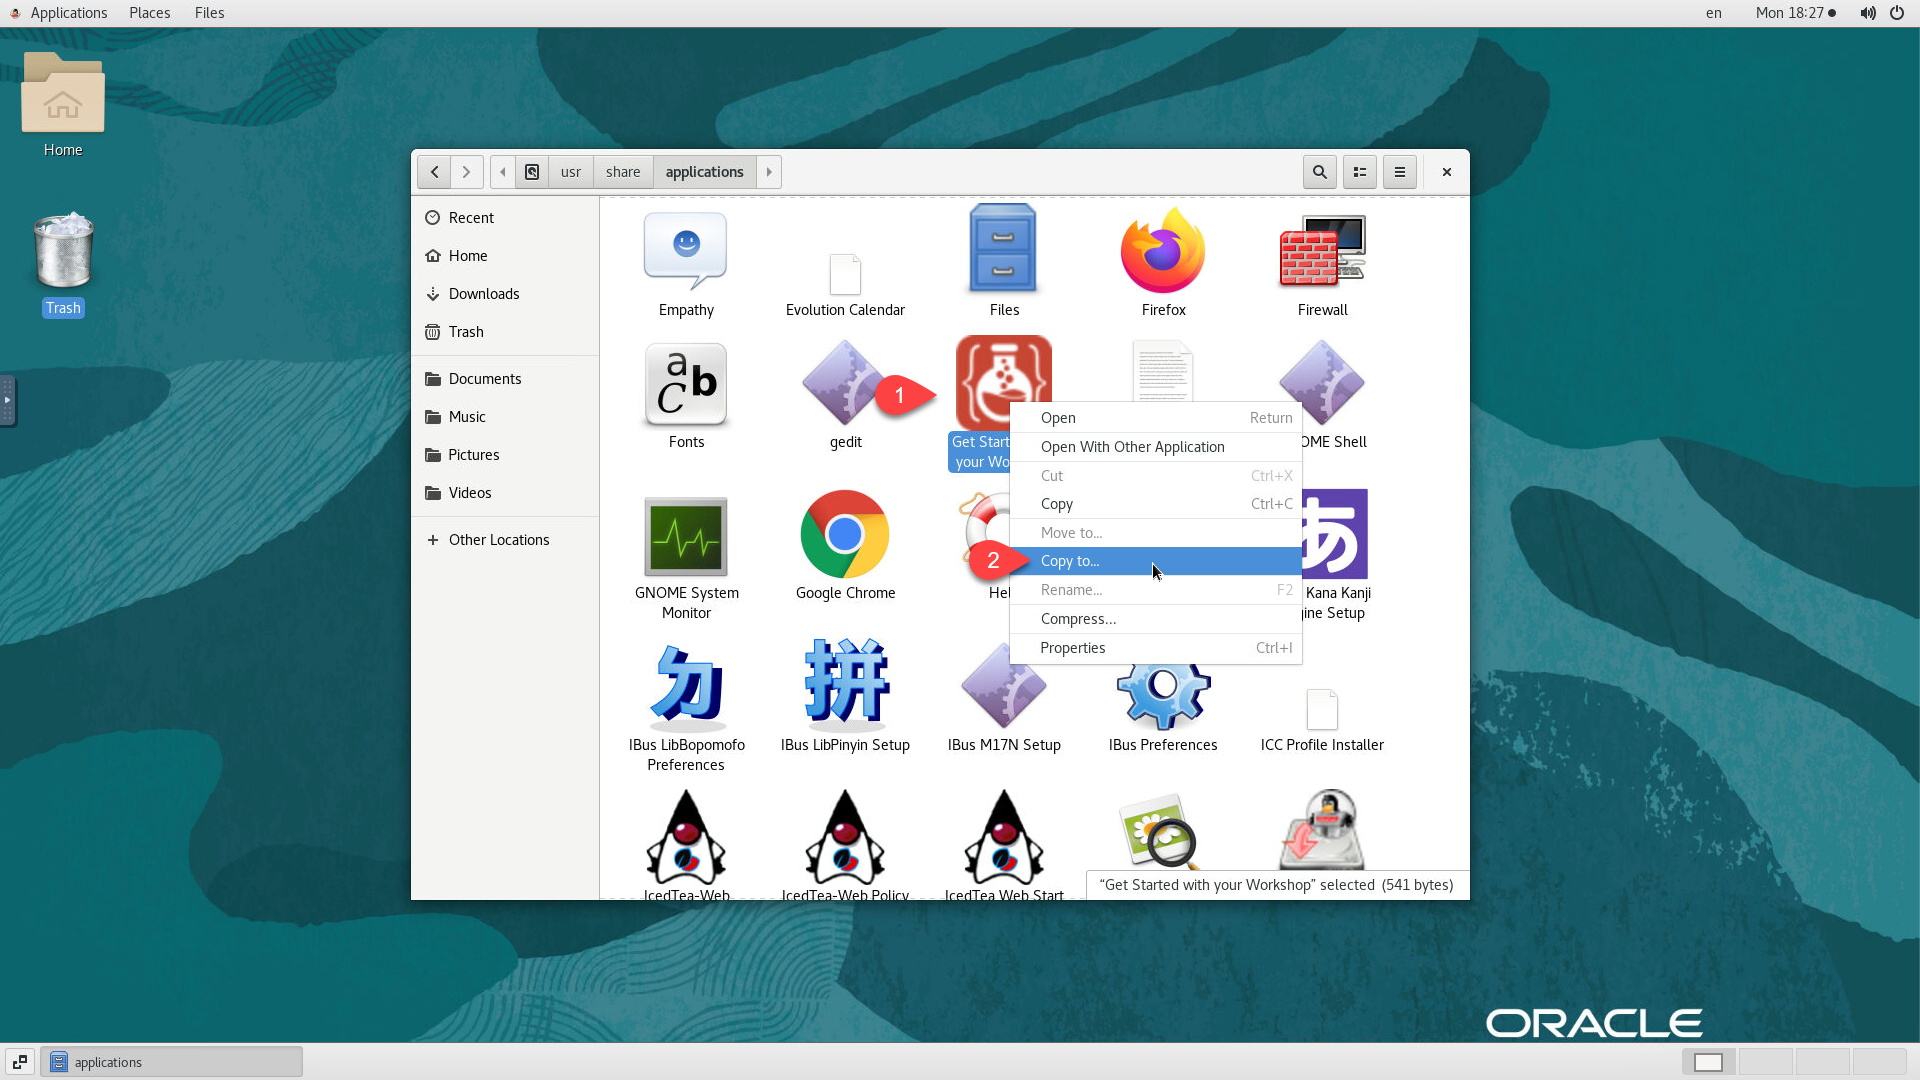 Applications Places Files en Mon 18:27
Home
Trash
usr share applications
Recent
Home
Downloads
Trash
Documents
Music
Pictures
Videos
Other Locations
Empathy Evolution Calendar Files Firefox Firewall
a
b
C
1
Fonts gedit Get Start OME Shell
your Wo
Open Return
Open With Other Application
Cut Ctrl+X
Copy Ctrl+C
Move to...
2 Copy to...
Rename... F2
Compress...
Properties Ctrl+I
あ
GNOME System Google Chrome Hel Kana Kanji
Monitor gine Setup
勹 拼
IBus LibBopomofo IBus LibPinyin Setup IBus M17N Setup IBus Preferences ICC Profile Installer
Preferences
IcedTea-Web IcedTea-Web Policy IcedTea Web Start
“Get Started with your Workshop” selected (541 bytes)
ORACLE
applications